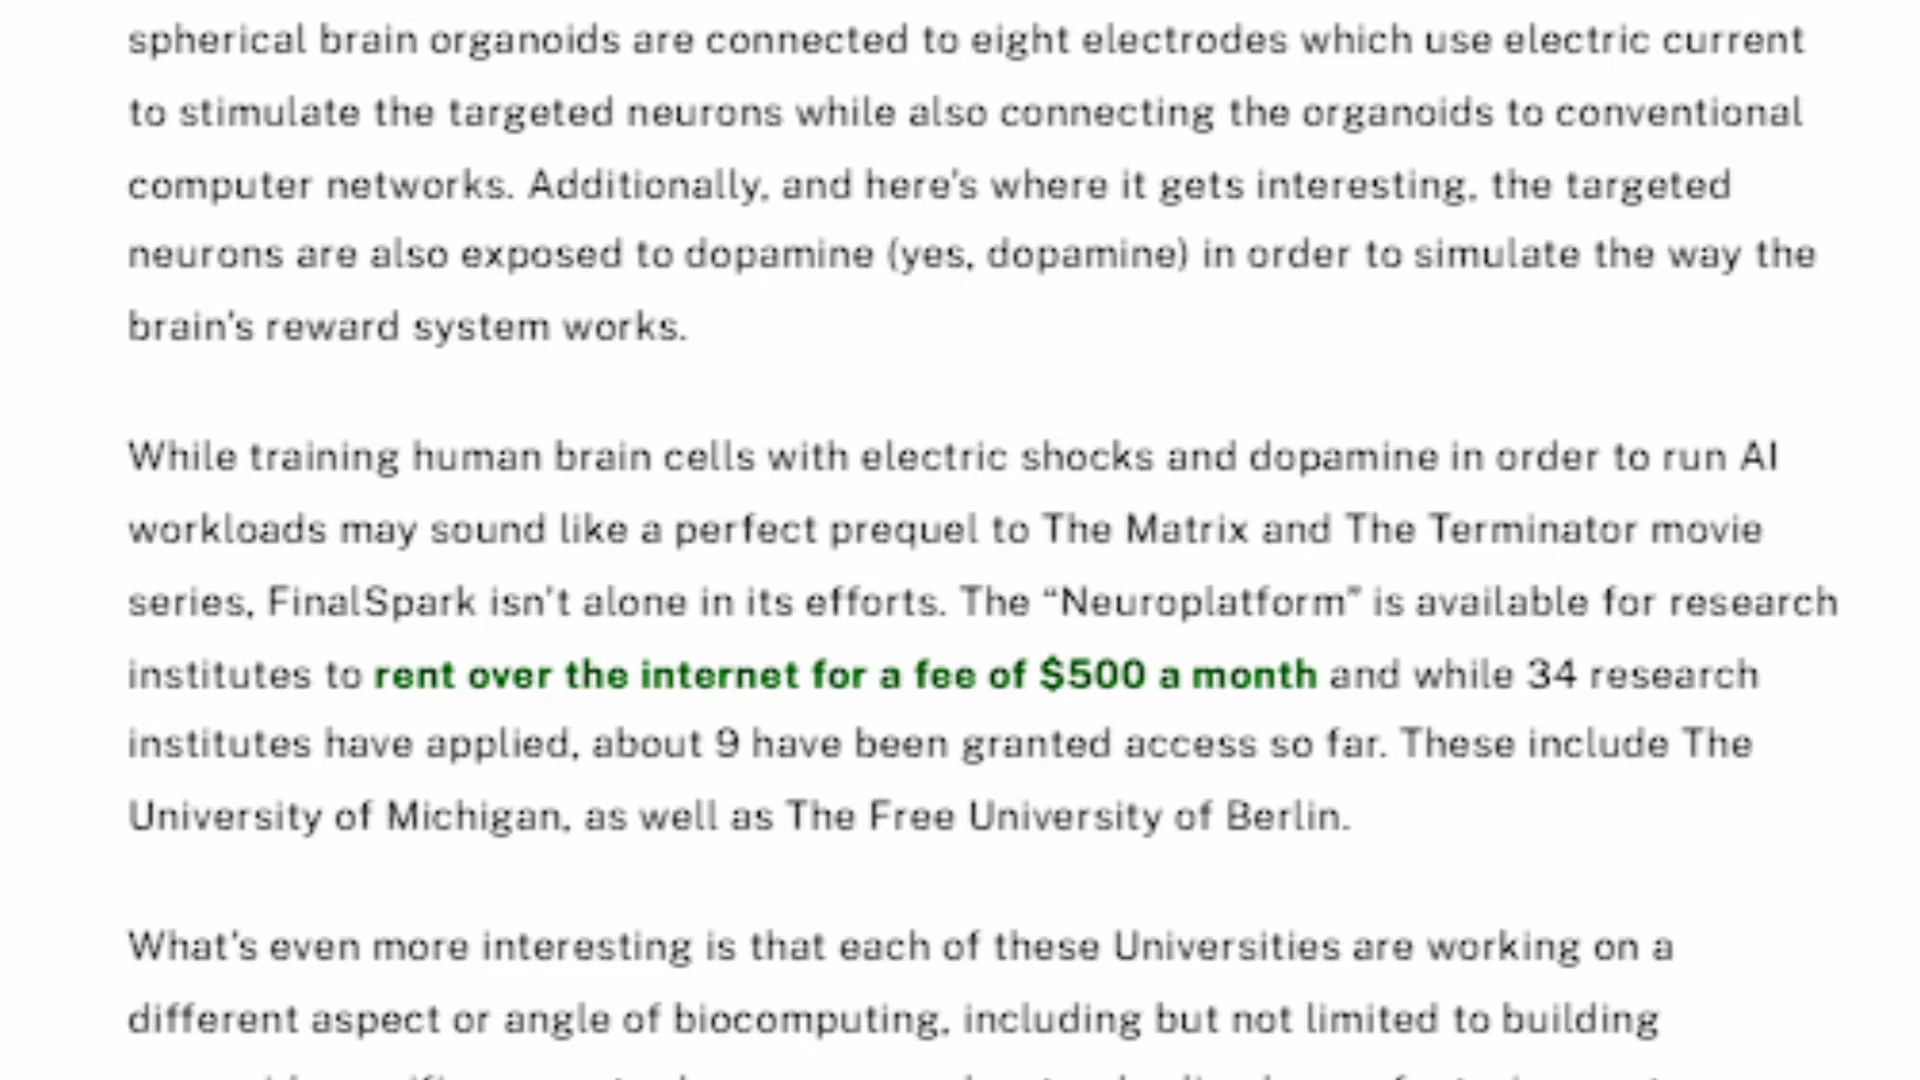 spherical brain organoids are connected to eight electrodes which use electric current
to stimulate the targeted neurons while also connecting the organoids to conventional
computer networks. Additionally, and here's where it gets interesting, the targeted
neurons are also exposed to dopamine (yes, dopamine) in order to simulate the way the
brain's reward system works.
While training human brain cells with electric shocks and dopamine in order to run AI
workloads may sound like a perfect prequel to The Matrix and The Terminator movie
series, FinalSpark isn't alone in its efforts. The “Neuroplatform” is available for research
institutes to rent over the internet for a fee of $500 a month and while 34 research
institutes have applied, about 9 have been granted access so far. These include The
University of Michigan, as well as The Free University of Berlin.
What's even more interesting is that each of these Universities are working on a
different aspect or angle of biocomputing, including but not limited to building